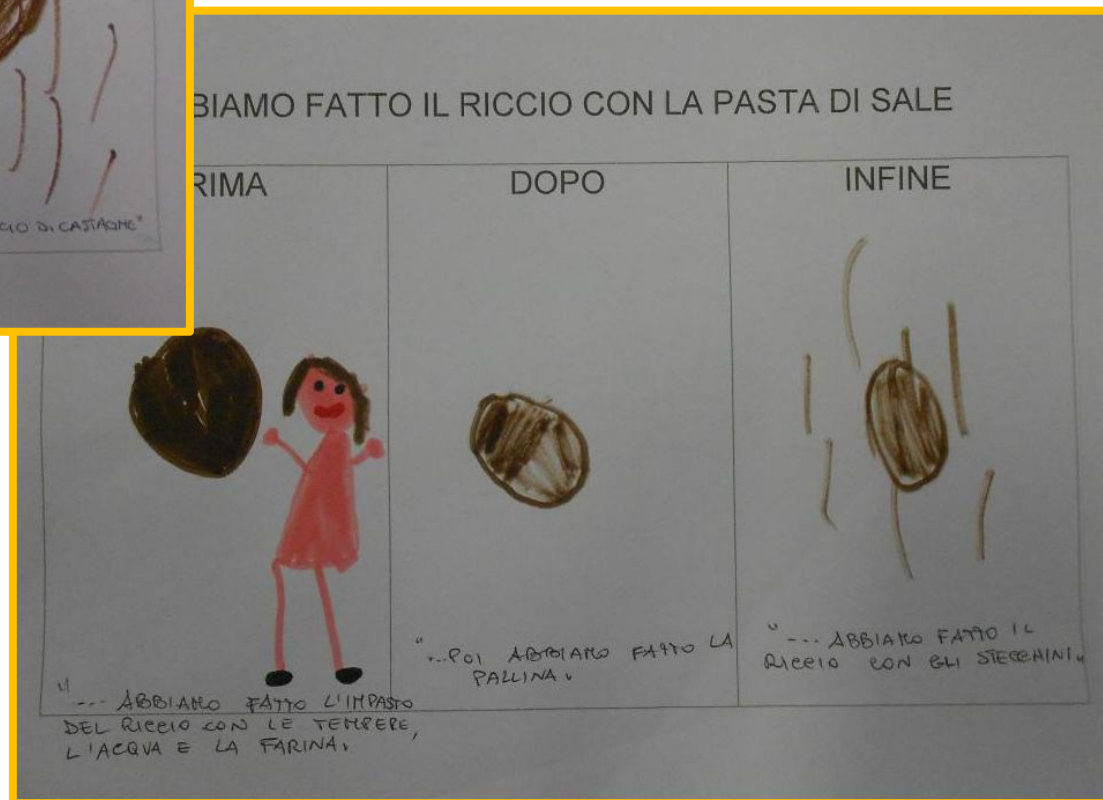 CIO DI CASTAGNE"
BIAMO FATTO IL RICCIO CON LA PASTA DI SALE
RIMA
DOPO
INFINE
"--- ABBIAMO FATTO L'IMPASTO
DEL RICCIO CON LE TEMPERE,
L'ACQUA E LA FARINA.
"...POI ABBIAMO FATTO LA
PALLINA.
"--- ABBIAMO FATTO IL
RICCIO CON GLI STECCHINI"